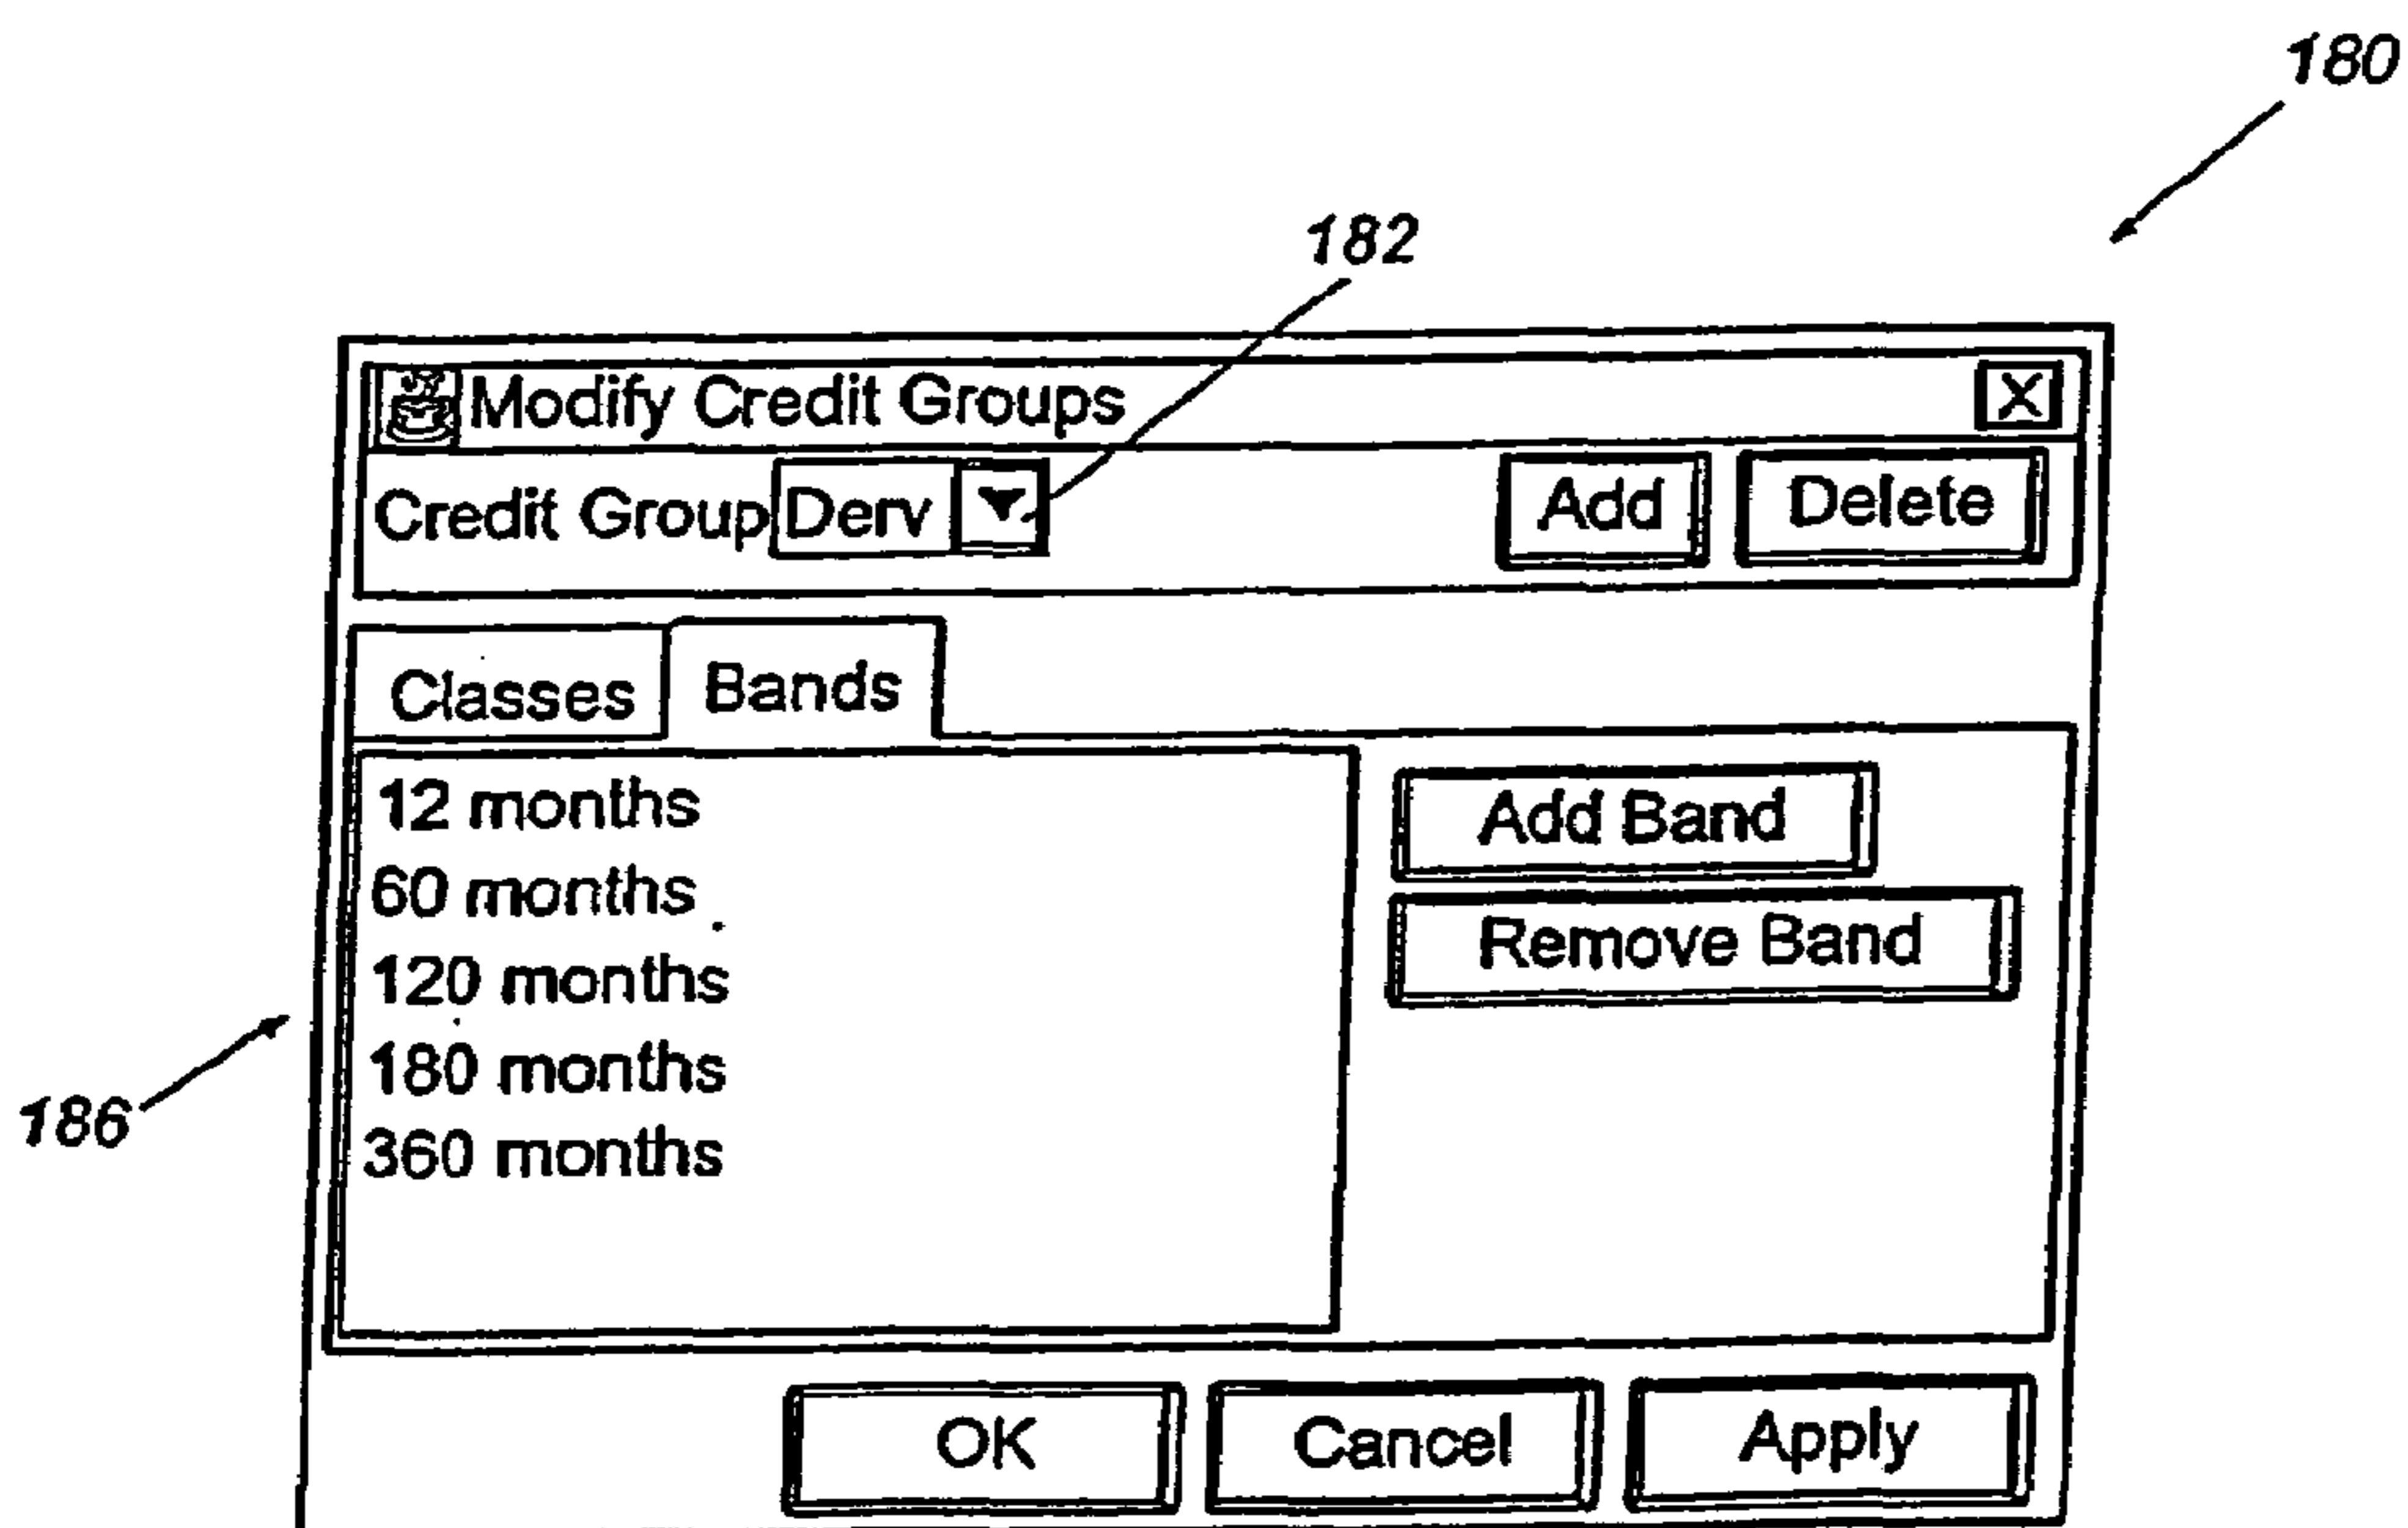 180
182
Modify Credit Groups X
Credit Group Derv Add Delete
Classes Bands
12 months Add Band
60 months Remove Band
120 months
180 months
186
360 months
OK Cancel Apply